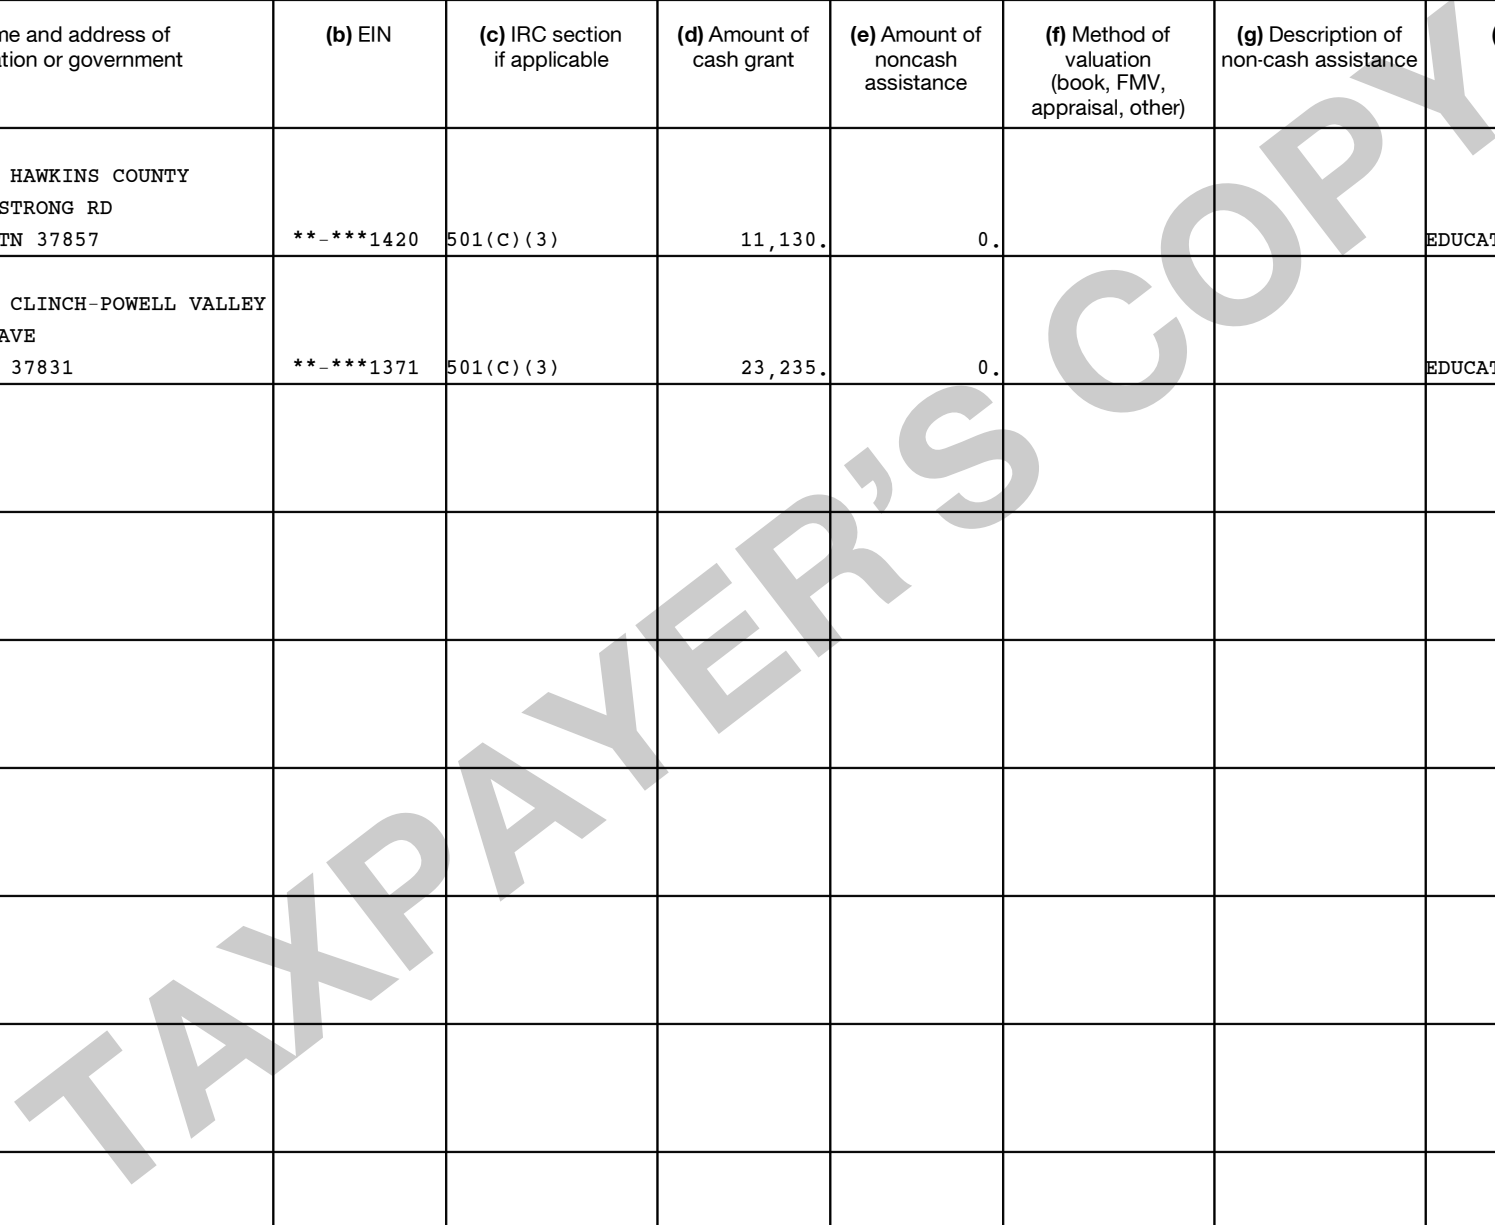 me and address of
ation or government
(b) EIN
(c) IRC section
if applicable
(d) Amount of
cash grant
(e) Amount of
noncash
assistance
(f) Method of
valuation
(book, FMV,
appraisal, other)
(g) Description of
non-cash assistance
(
HAWKINS COUNTY
STRONG RD
TN 37857
**-***1420
501(C)(3)
11,130.
0.
EDUCAT
CLINCH-POWELL VALLEY
AVE
37831
**-***1371
501(C)(3)
23,235.
0.
EDUCAT
TAXPAYER'S COPY